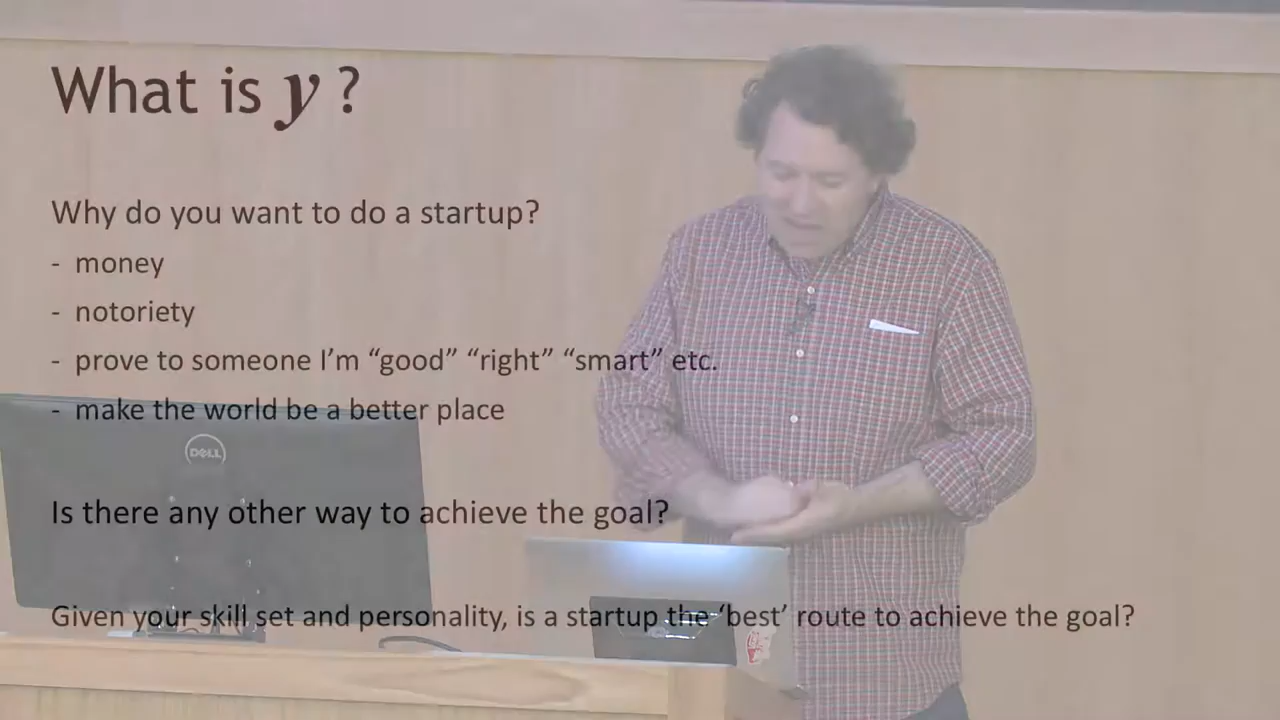 What is y ?
Why do you want to do a startup?
- money
- notoriety
- prove to someone I’m “good” “right” “smart” etc.
- make the world be a better place
DELL
Is there any other way to achieve the goal?
Given your skill set and personality, is a startup the ‘best’ route to achieve the goal?